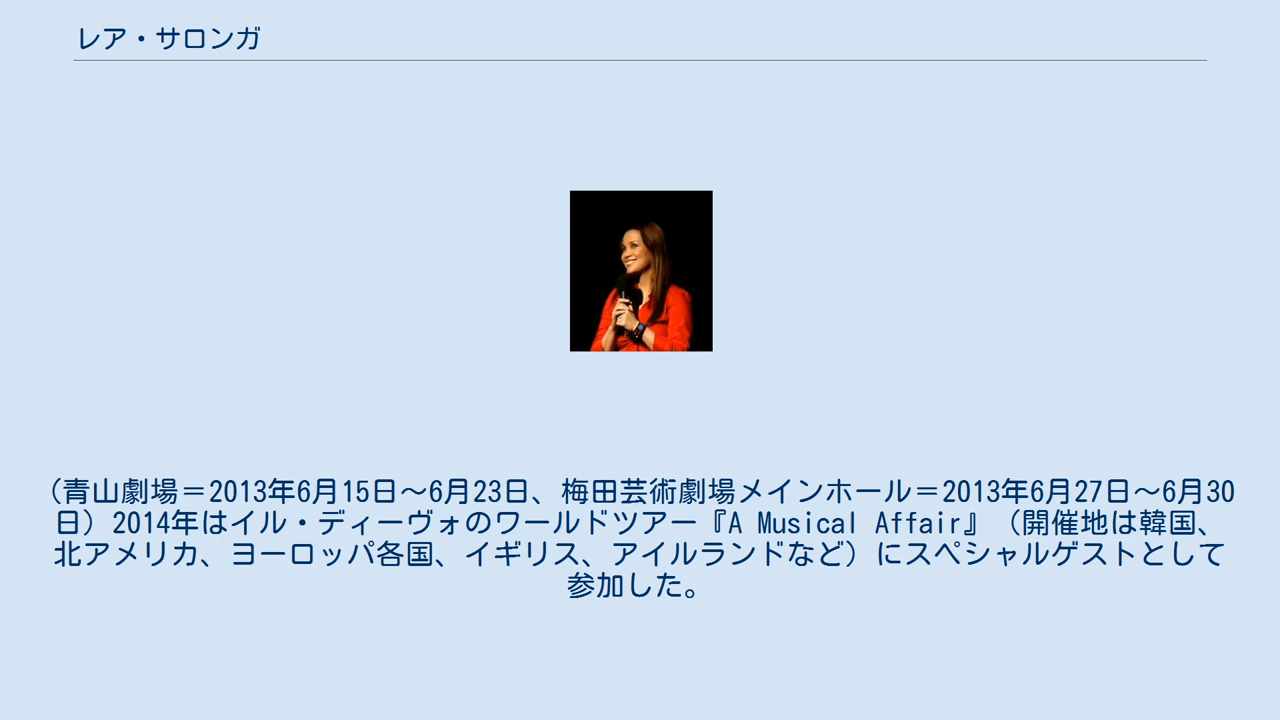 レア・サロンガ
(青山劇場＝2013年6月15日〜6月23日、梅田芸術劇場メインホール＝2013年6月27日〜6月30
日）2014年はイル・ディーヴォのワールドツアー『A Musical Affair』（開催地は韓国、
北アメリカ、ヨーロッパ各国、イギリス、アイルランドなど）にスペシャルゲストとして
参加した。